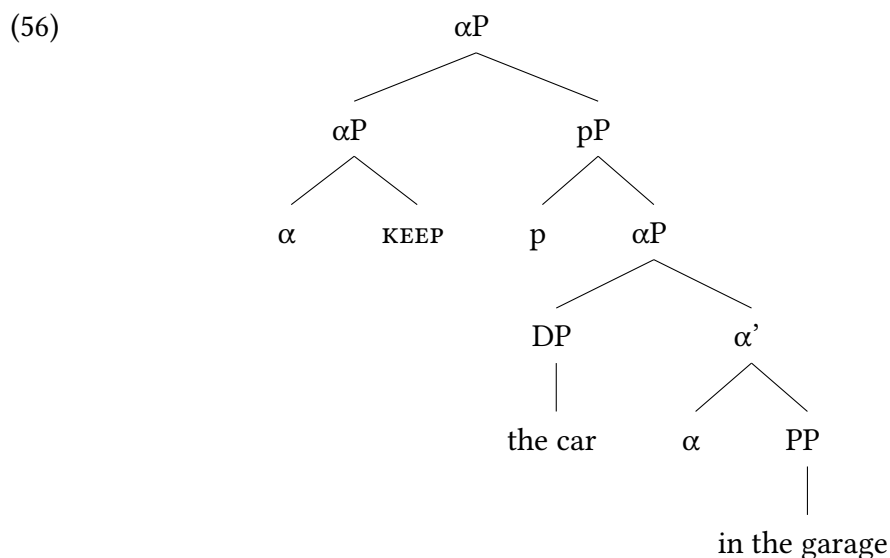 (56) αP
αP pP
α KEEP p αP
DP α’
the car α PP
in the garage